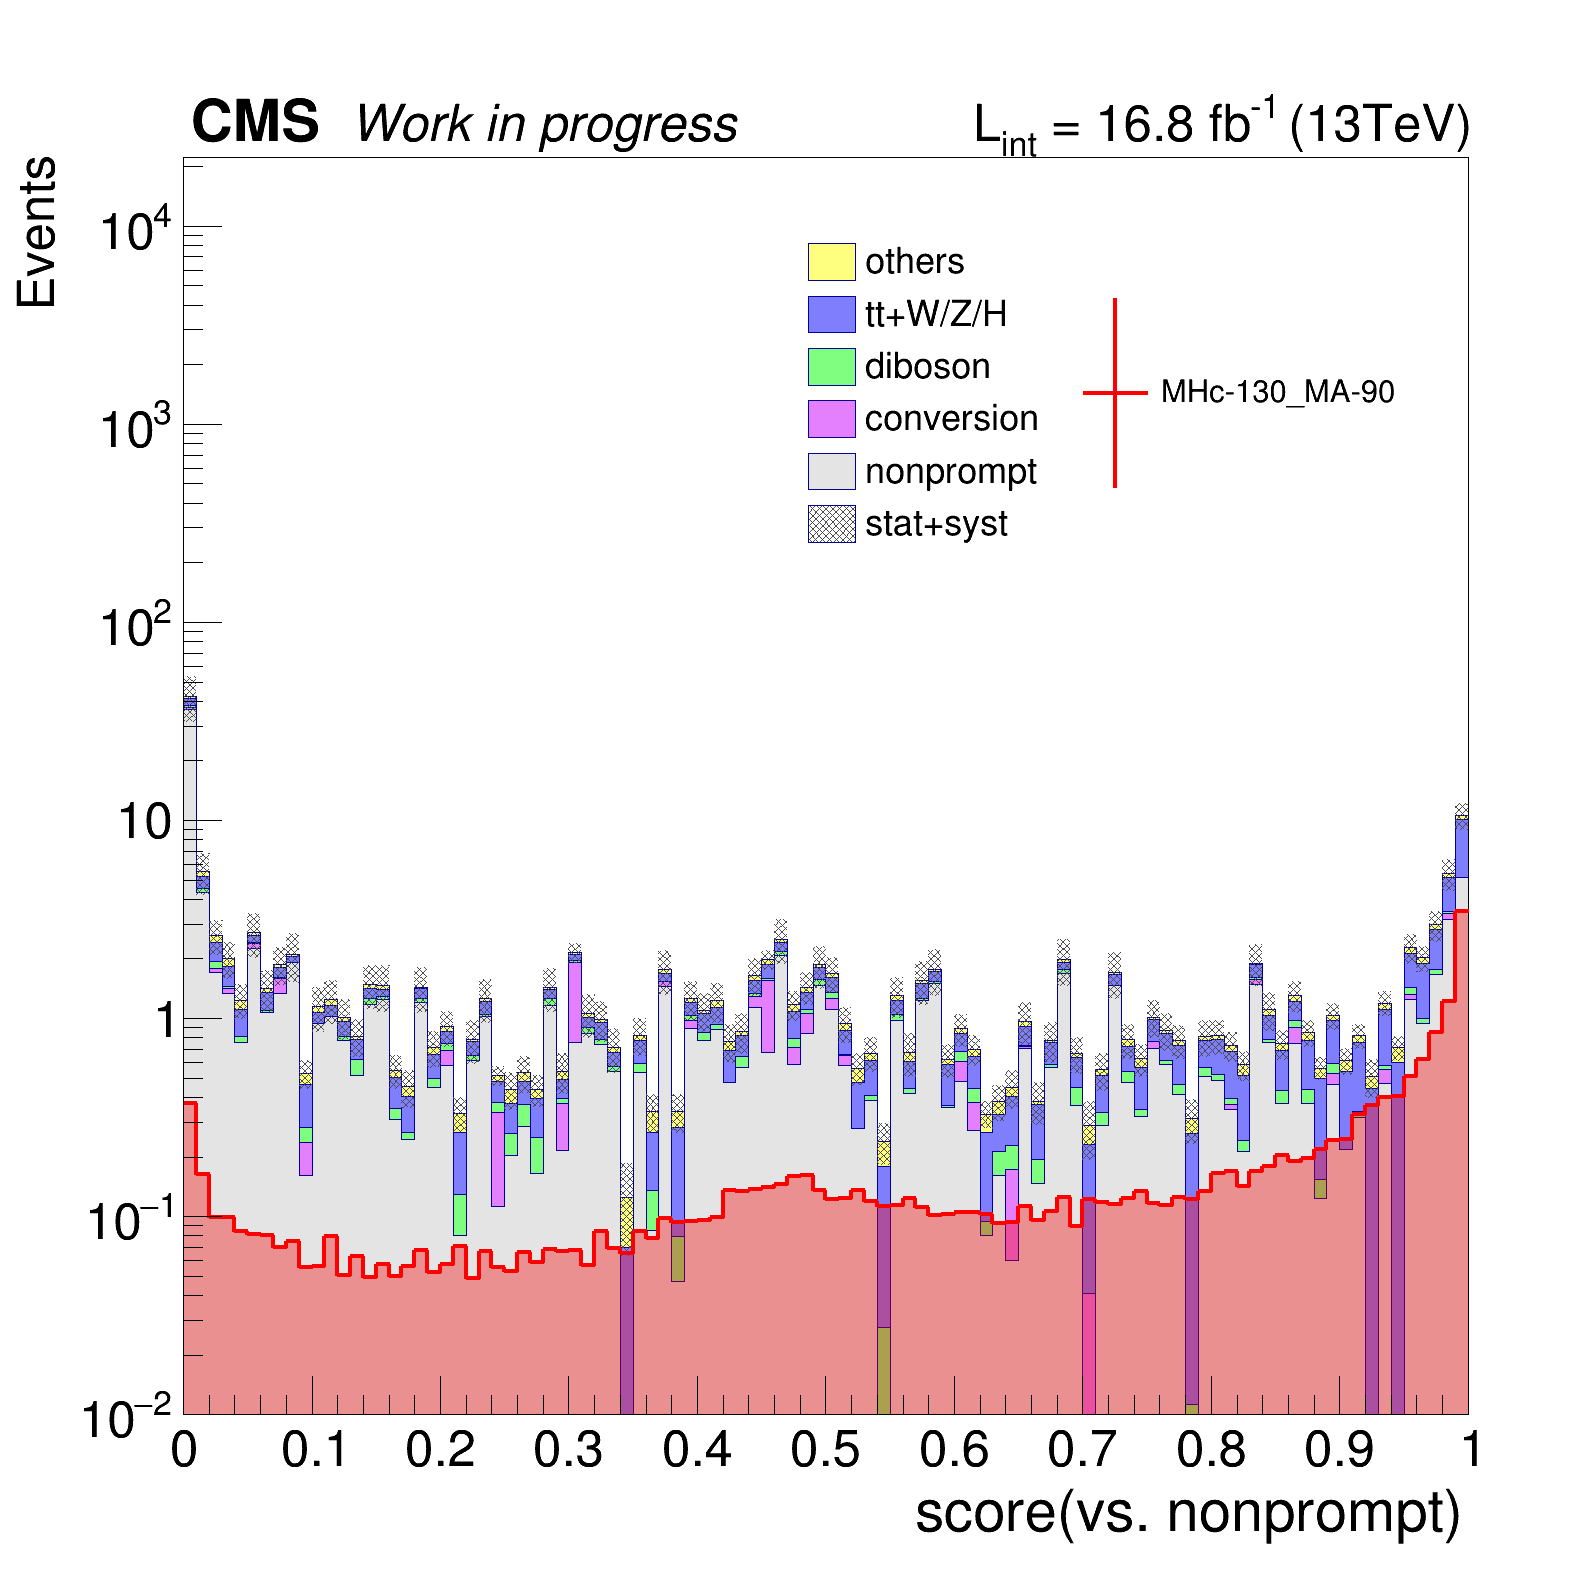 CMS Work in progress
L_int = 16.8 fb^-1 (13TeV)
Events
10^4
10^3
10^2
10
1
10^−1
10^−2
others
tt+W/Z/H
diboson
conversion
nonprompt
stat+syst
MHc-130_MA-90
0 0.1 0.2 0.3 0.4 0.5 0.6 0.7 0.8 0.9 1
score(vs. nonprompt)